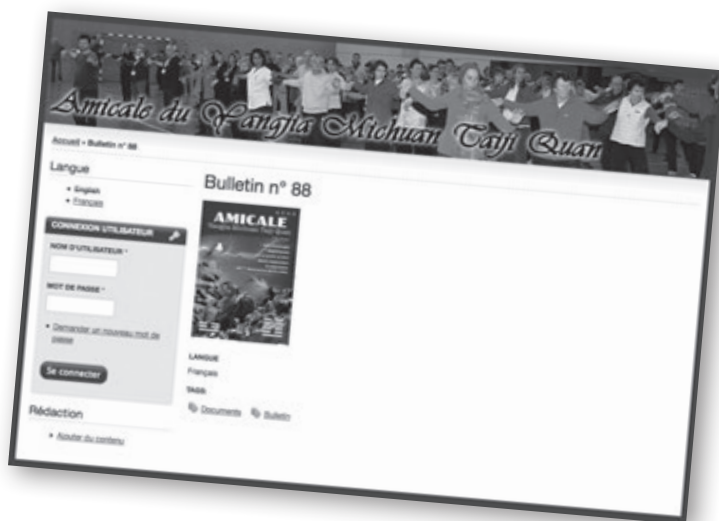 Amicale du Yangjia Michuan Taiji Quan
Accueil » Bulletin n° 88
Langue
English
Français
CONNEXION UTILISATEUR
NOM D'UTILISATEUR *
MOT DE PASSE *
Demander un nouveau mot de
passe
Se connecter
Rédaction
Ajouter du contenu
Bulletin n° 88
AMICALE
Yangjia Michuan Taiji Quan
LANGUE
Français
TAGS:
Documents Bulletin